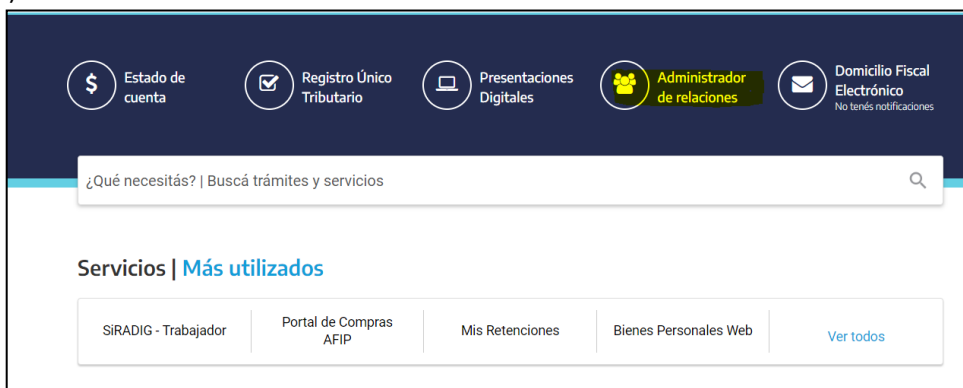 Estado de
cuenta
Registro Único
Tributario
Presentaciones
Digitales
Administrador
de relaciones
Domicilio Fiscal
Electrónico
No tenés notificaciones
¿Qué necesitás? | Buscá trámites y servicios
Servicios | Más utilizados
SiRADIG - Trabajador
Portal de Compras
AFIP
Mis Retenciones
Bienes Personales Web
Ver todos